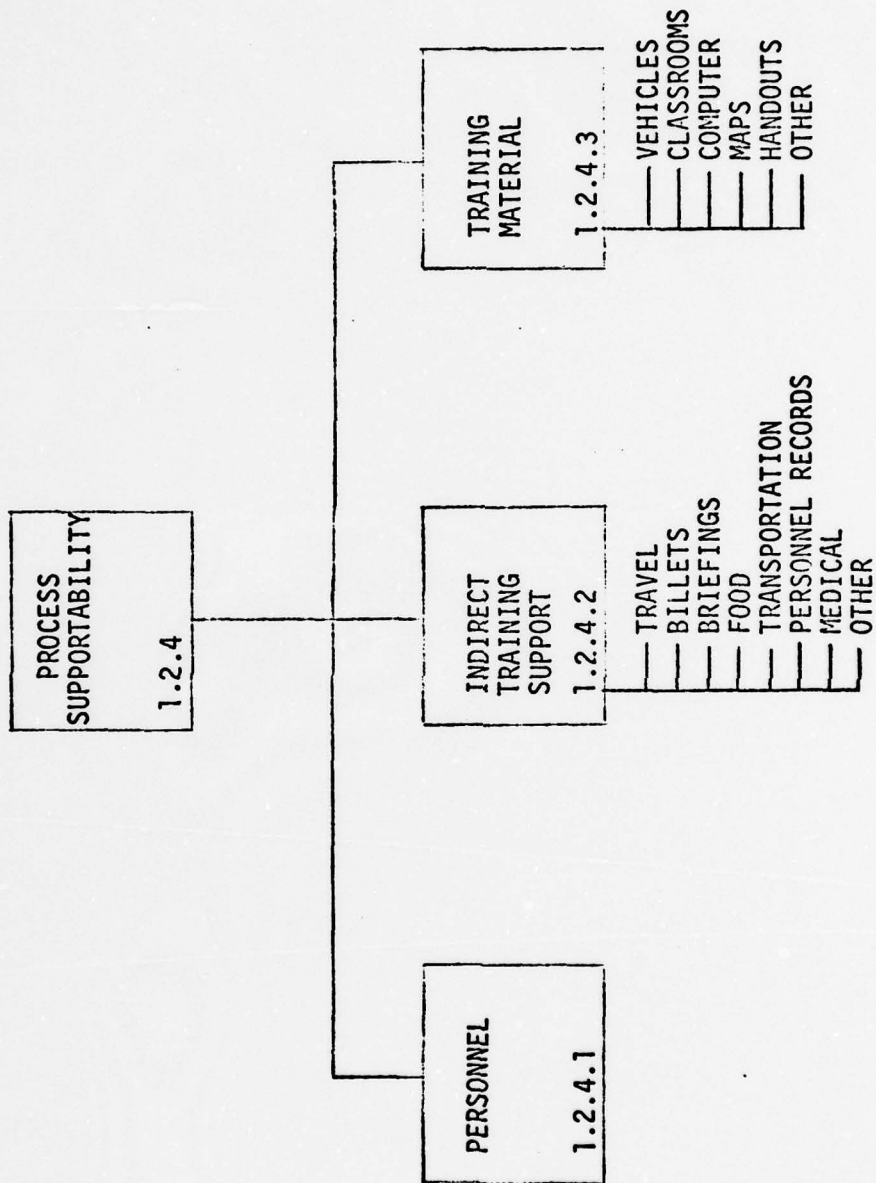 PROCESS
SUPPORTABILITY
1.2.4
PERSONNEL
1.2.4.1
INDIRECT
TRAINING
SUPPORT
1.2.4.2
TRAVEL
BILLETS
BRIEFINGS
FOOD
TRANSPORTATION
PERSONNEL RECORDS
MEDICAL
OTHER
TRAINING
MATERIAL
1.2.4.3
VEHICLES
CLASSROOMS
COMPUTER
MAPS
HANDOUTS
OTHER